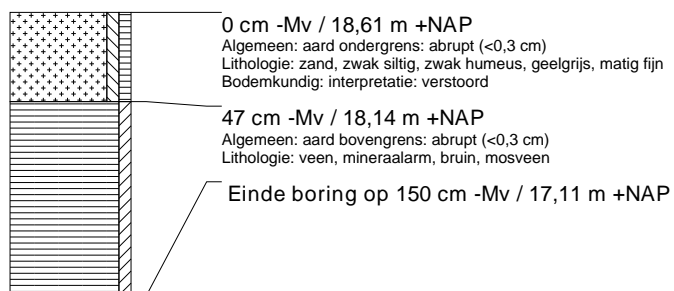 0 cm -Mv / 18,61 m +NAP
Algemeen: aard ondergrens: abrupt (<0,3 cm)
Lithologie: zand, zwak siltig, zwak humeus, geelgrijs, matig fijn
Bodemkundig: interpretatie: verstoord
47 cm -Mv / 18,14 m +NAP
Algemeen: aard bovengrens: abrupt (<0,3 cm)
Lithologie: veen, mineraalarm, bruin, mosveen
Einde boring op 150 cm -Mv / 17,11 m +NAP